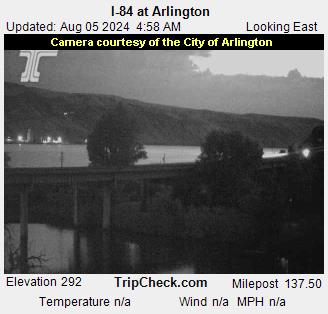 I-84 at Arlington
Updated: Aug 05 2024 4:58 AM Looking East
Camera courtesy of the City of Arlington
Elevation 292 TripCheck.com Milepost 137.50
Temperature n/a Wind n/a MPH n/a